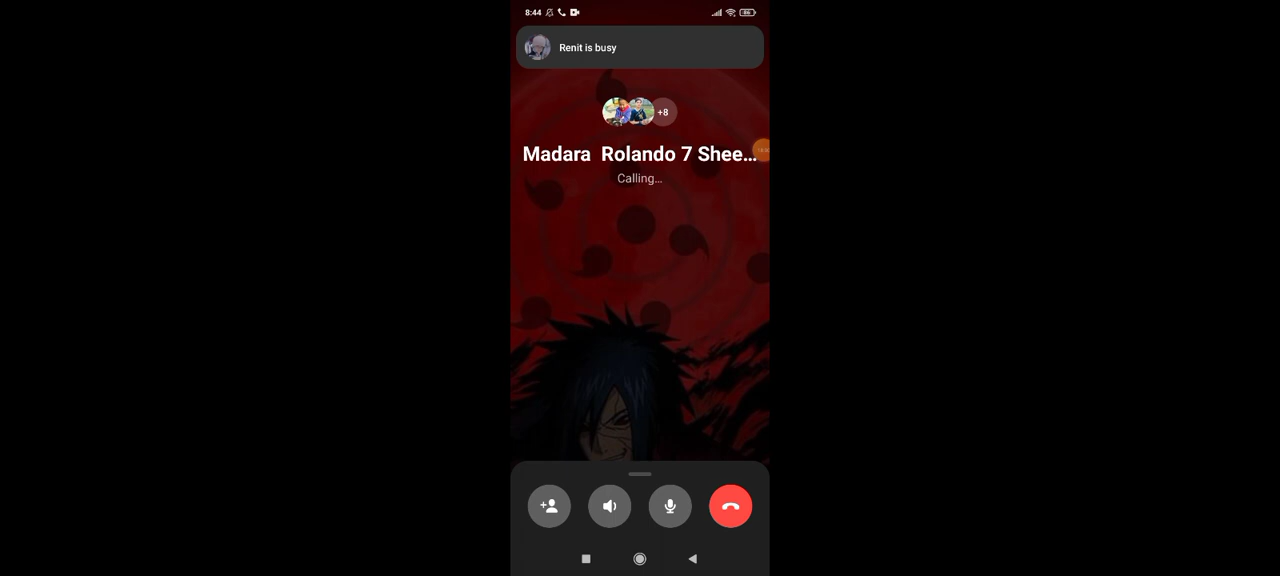 8:44
Renit is busy
+8
Madara Rolando 7 Shee...
Calling...